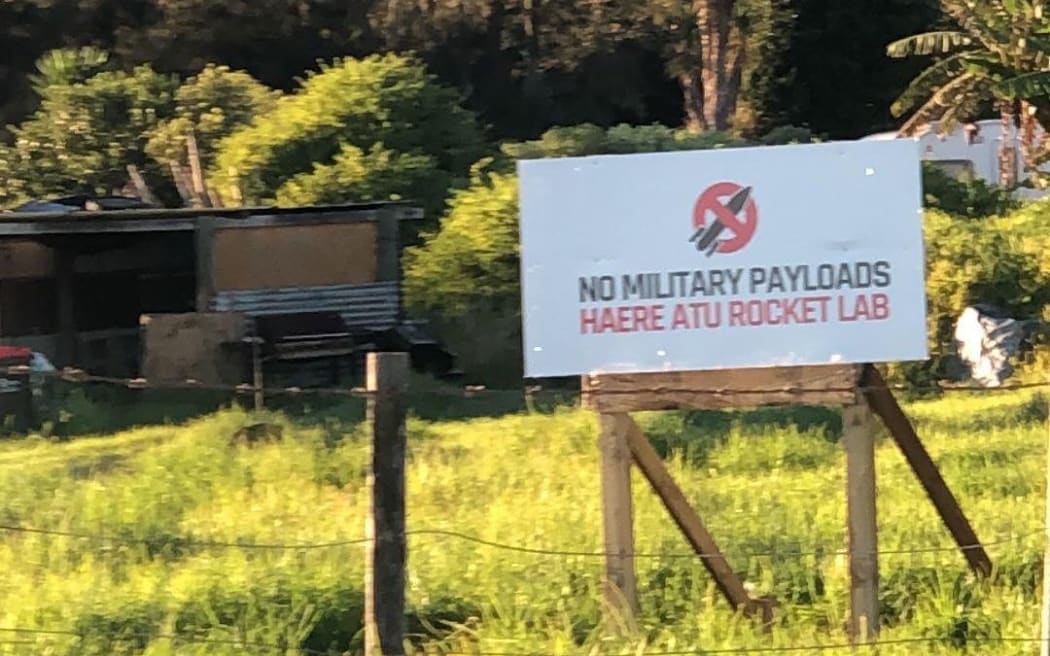 NO MILITARY PAYLOADS
HAERE ATU ROCKET LAB